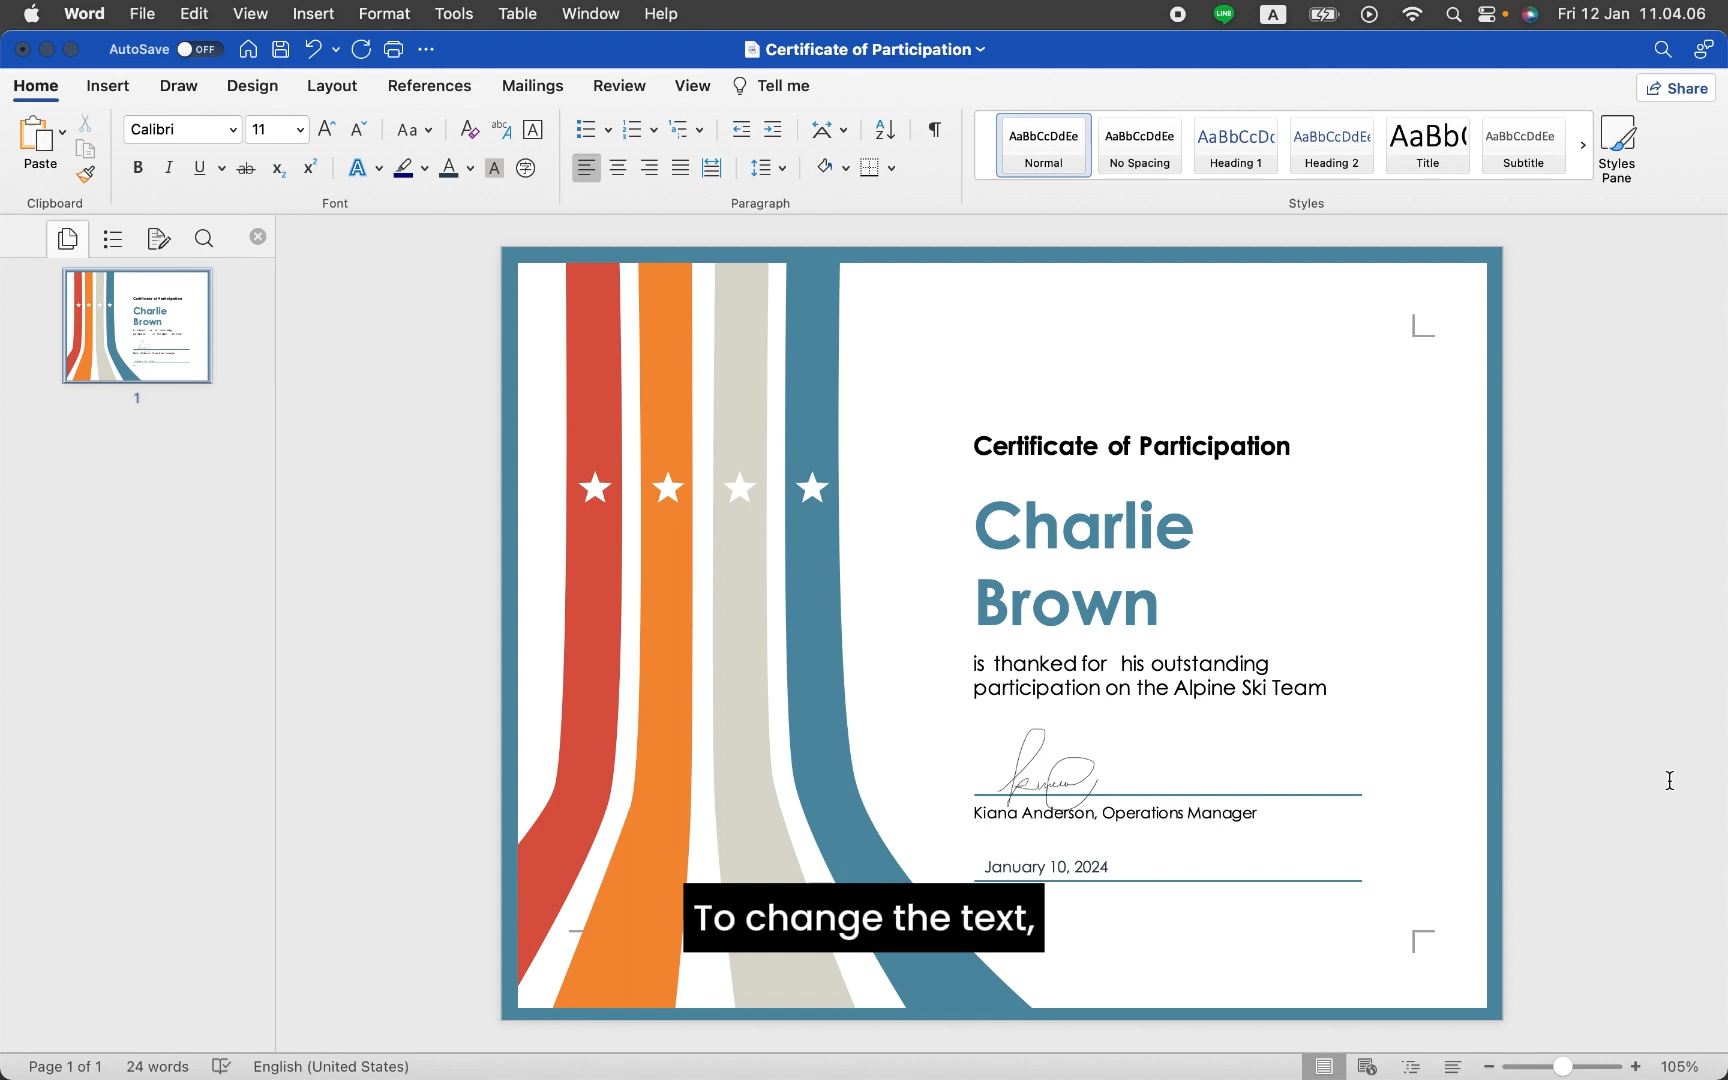 Word File Edit View Insert Format Tools Table Window Help LINE A Fri 12 Jan 11.04.06
AutoSave OFF Certificate of Participation
Home Insert Draw Design Layout References Mailings Review View Tell me Share
Paste
Clipboard
Calibri 11
Font
Paragraph
AaBbCcDdEe AaBbCcDdEe AaBbCcDc AaBbCcDdEe AaBb( AaBbCcDdEe
Normal No Spacing Heading 1 Heading 2 Title Subtitle
Styles
Styles Pane
1
Certificate of Participation
Charlie
Brown
is thanked for his outstanding
participation on the Alpine Ski Team
Kiana Anderson, Operations Manager
January 10, 2024
To change the text,
Page 1 of 1 24 words English (United States) 105%